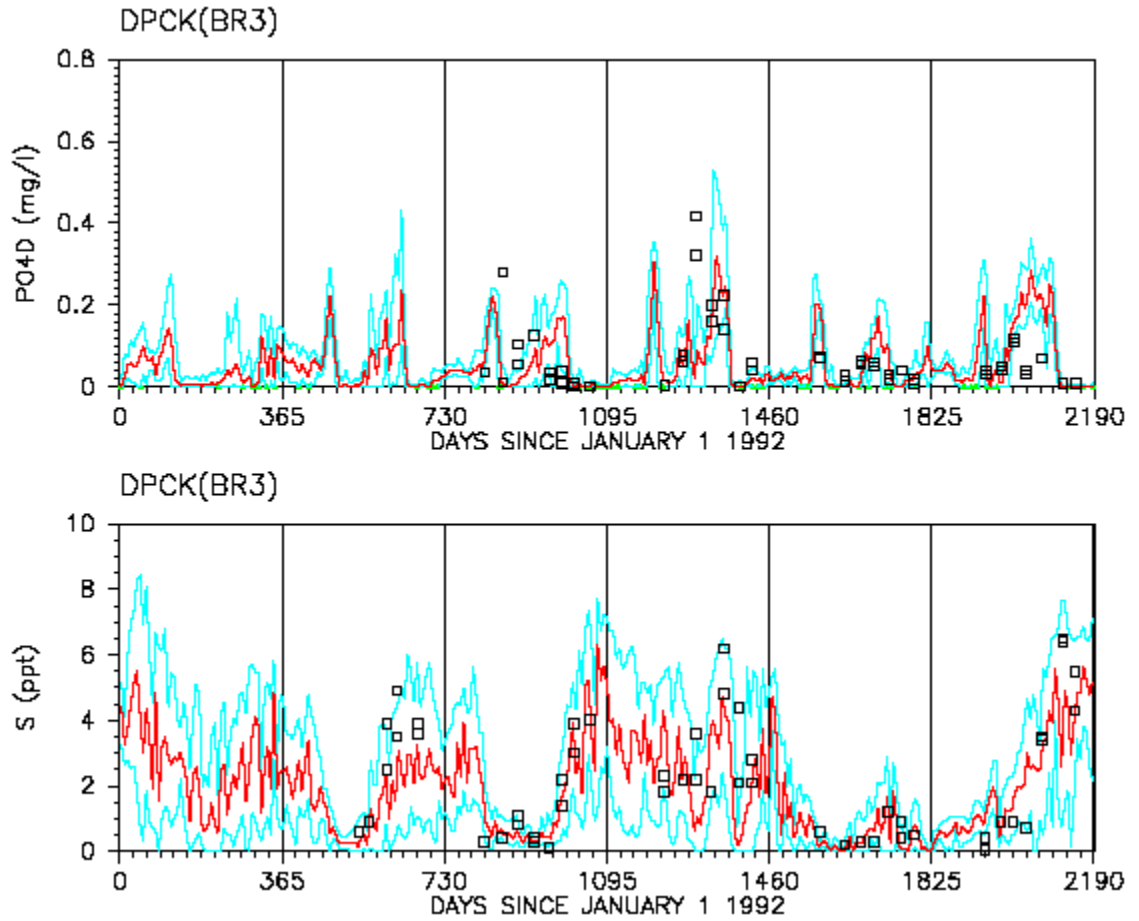 DPCK(BR3)
0.8
0.6
0.4
0.2
0
PO4D (mg/l)
0 365 730 1095 1460 1825 2190
DAYS SINCE JANUARY 1 1992
DPCK(BR3)
10
8
6
4
2
0
S (ppt)
0 365 730 1095 1460 1825 2190
DAYS SINCE JANUARY 1 1992